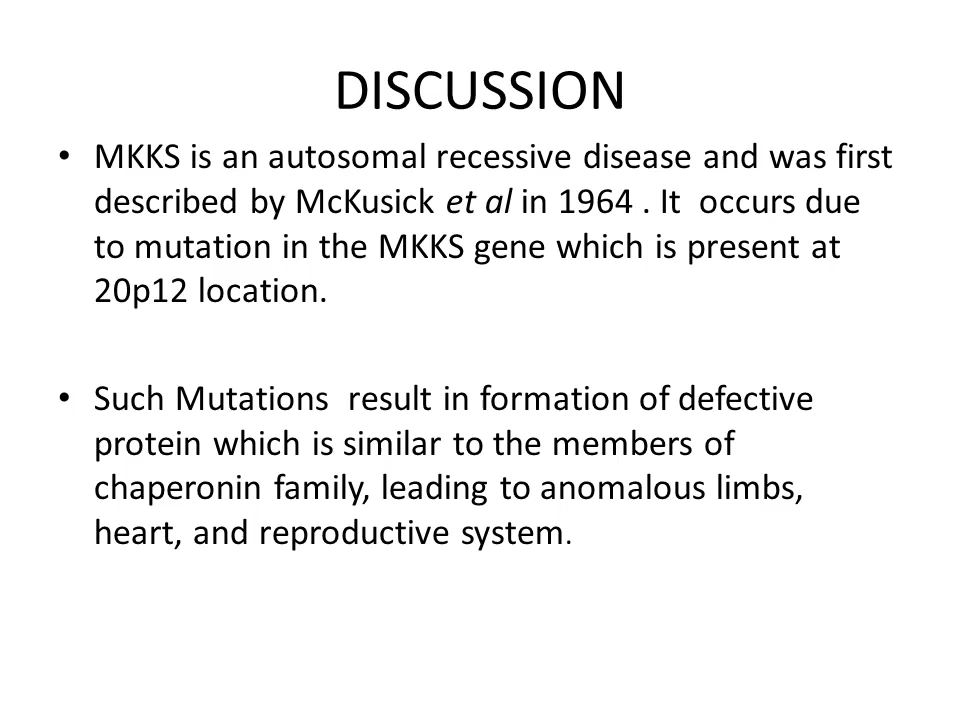 DISCUSSION
• MKKS is an autosomal recessive disease and was first
described by McKusick et al in 1964 . It  occurs due
to mutation in the MKKS gene which is present at
20p12 location.
• Such Mutations  result in formation of defective
protein which is similar to the members of
chaperonin family, leading to anomalous limbs,
heart, and reproductive system.